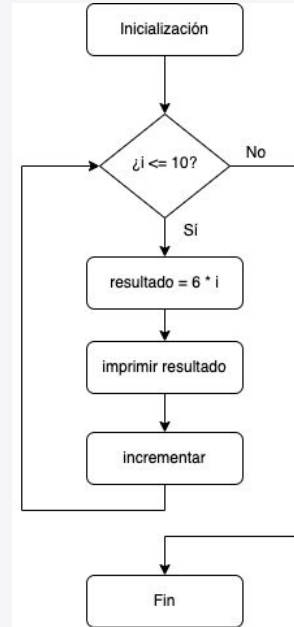 Inicialización
¿i <= 10?
No
Sí
resultado = 6 * i
imprimir resultado
incrementar
Fin